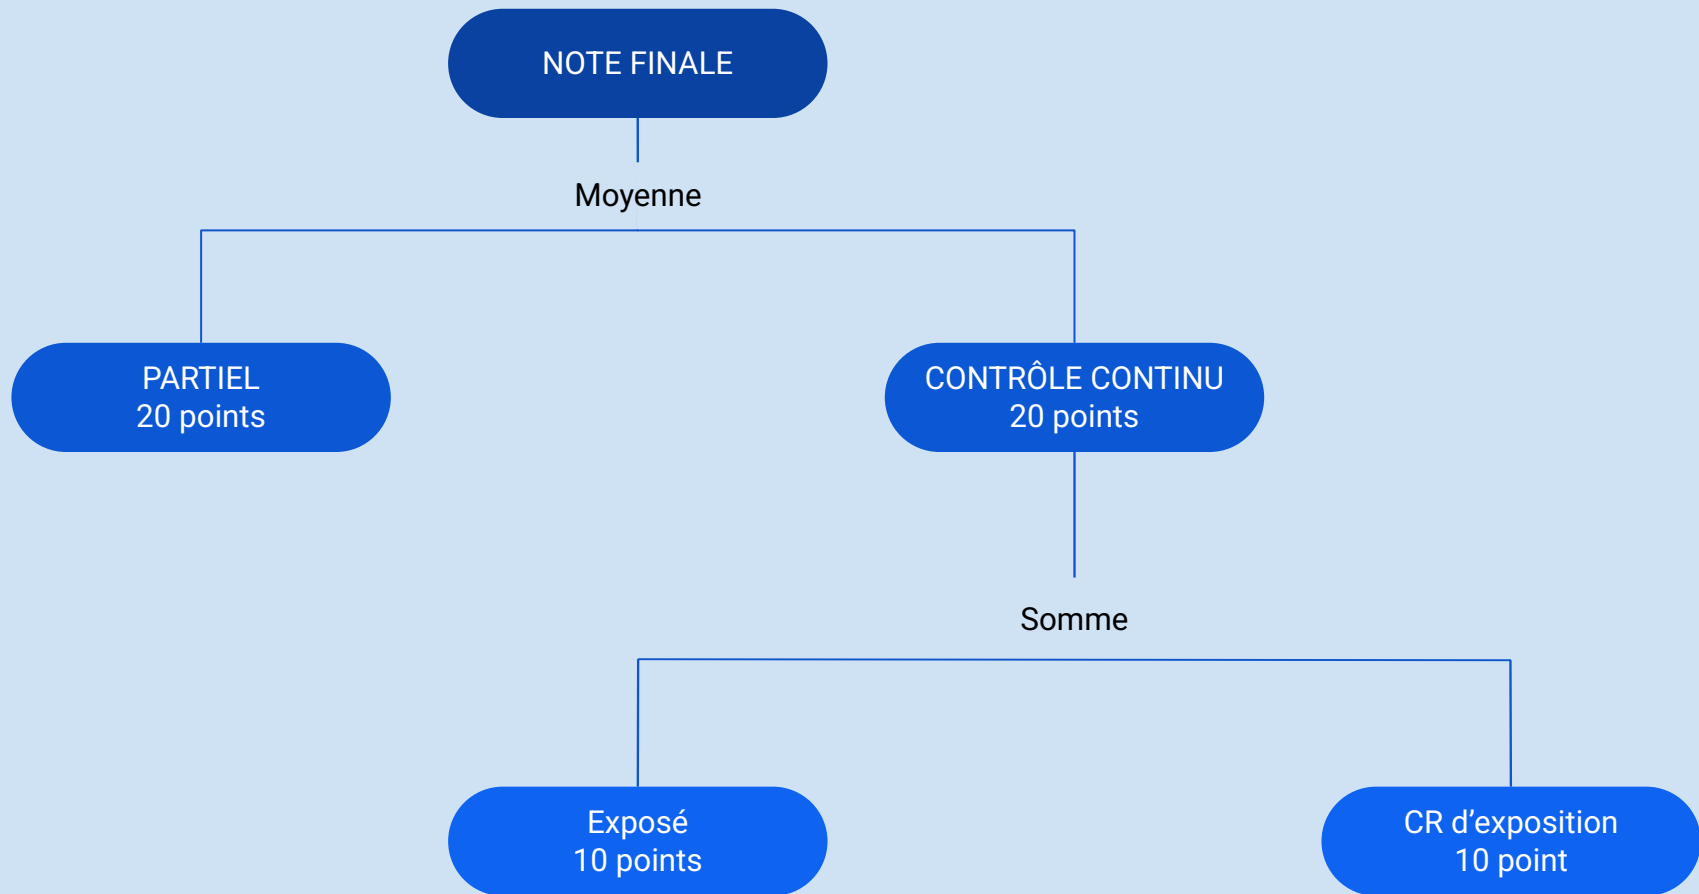 NOTE FINALE
Moyenne
PARTIEL
20 points
CONTRÔLE CONTINU
20 points
Somme
Exposé
10 points
CR d’exposition
10 point